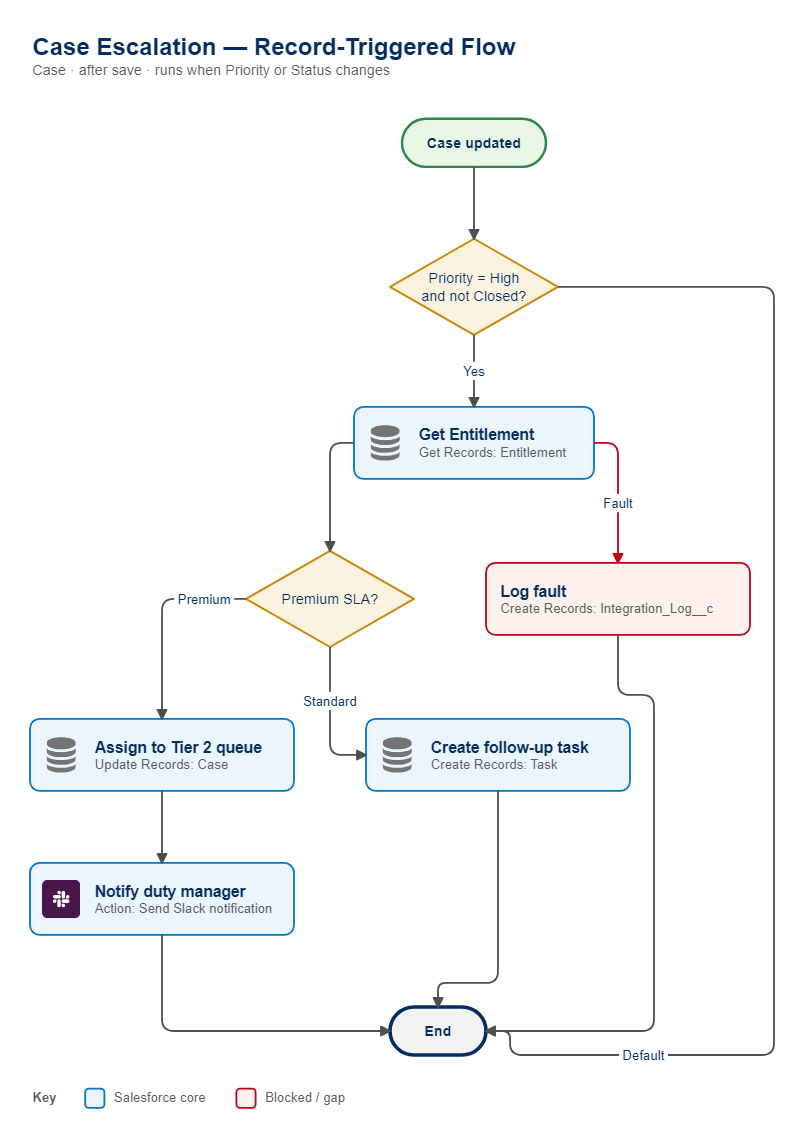 Case Escalation — Record-Triggered Flow
Case · after save · runs when Priority or Status changes
Case updated
Priority = High
and not Closed?
Yes
Get Entitlement
Get Records: Entitlement
Fault
Premium SLA?
Premium
Log fault
Create Records: Integration_Log__c
Standard
Assign to Tier 2 queue
Update Records: Case
Create follow-up task
Create Records: Task
Notify duty manager
Action: Send Slack notification
End
Default
Key
Salesforce core
Blocked / gap